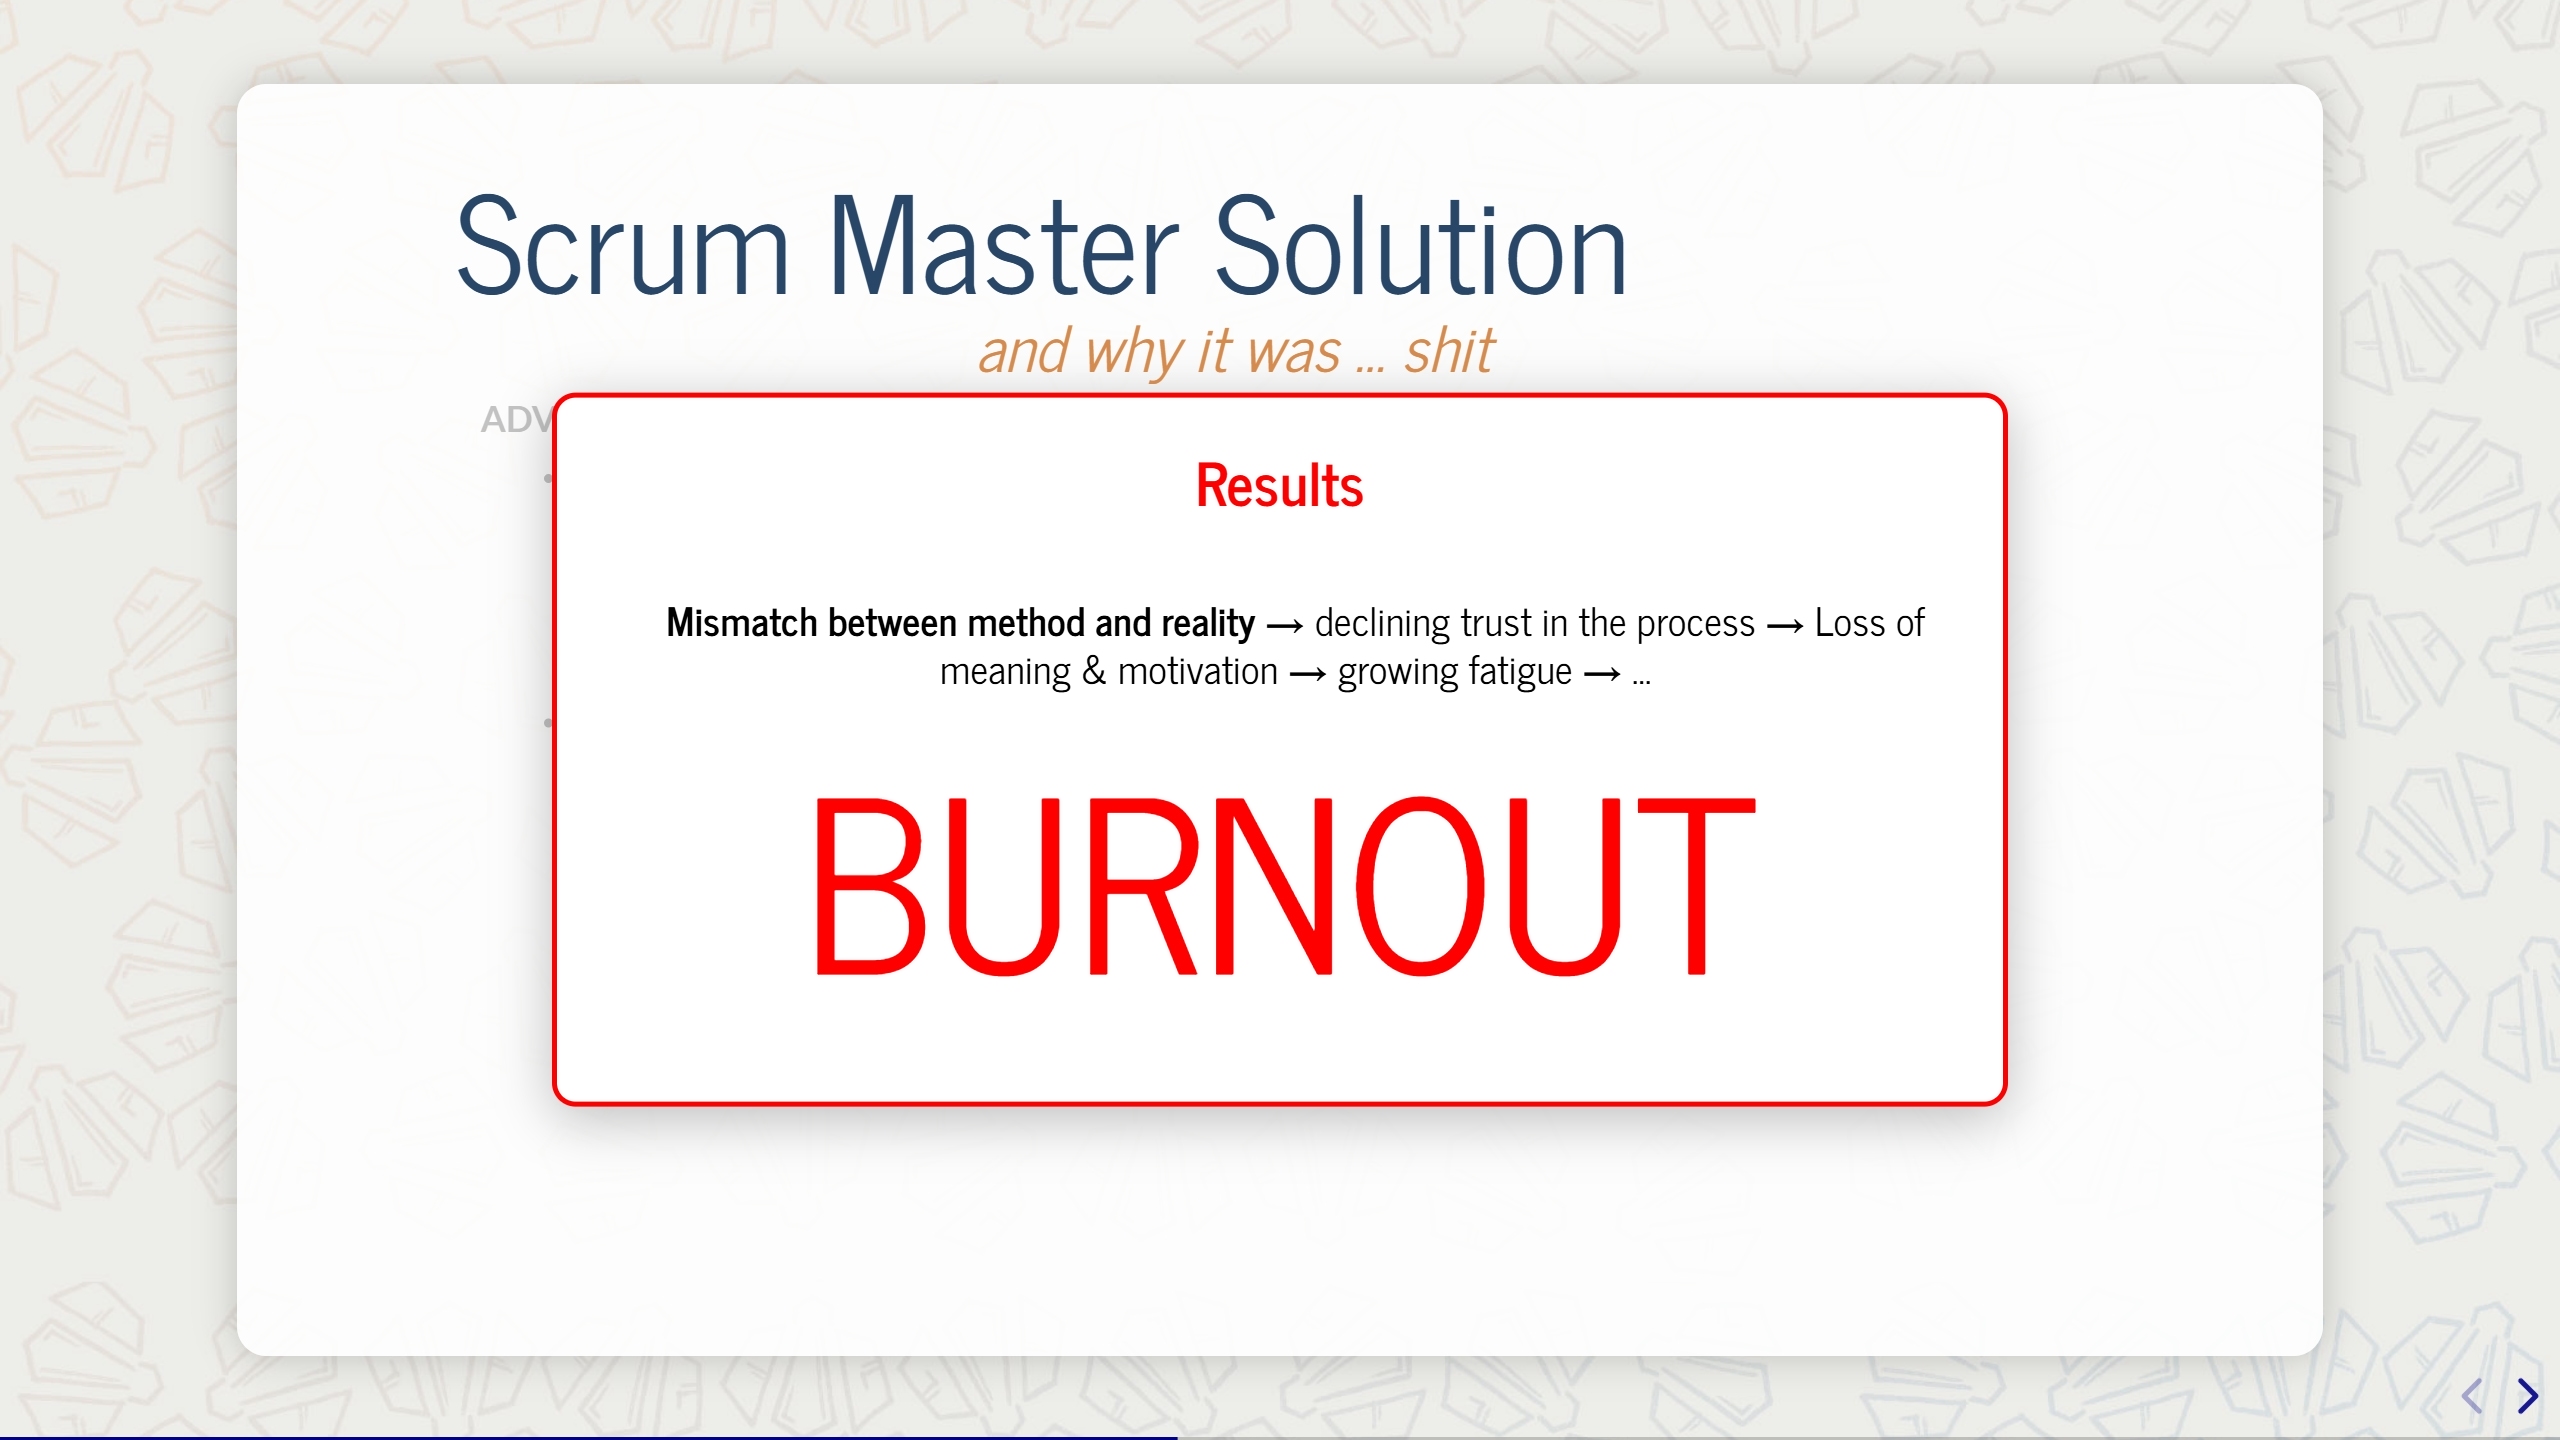 Scrum Master Solution
and why it was ... shit
ADV
Results
Mismatch between method and reality → declining trust in the process → Loss of
meaning & motivation → growing fatigue → ...
BURNOUT